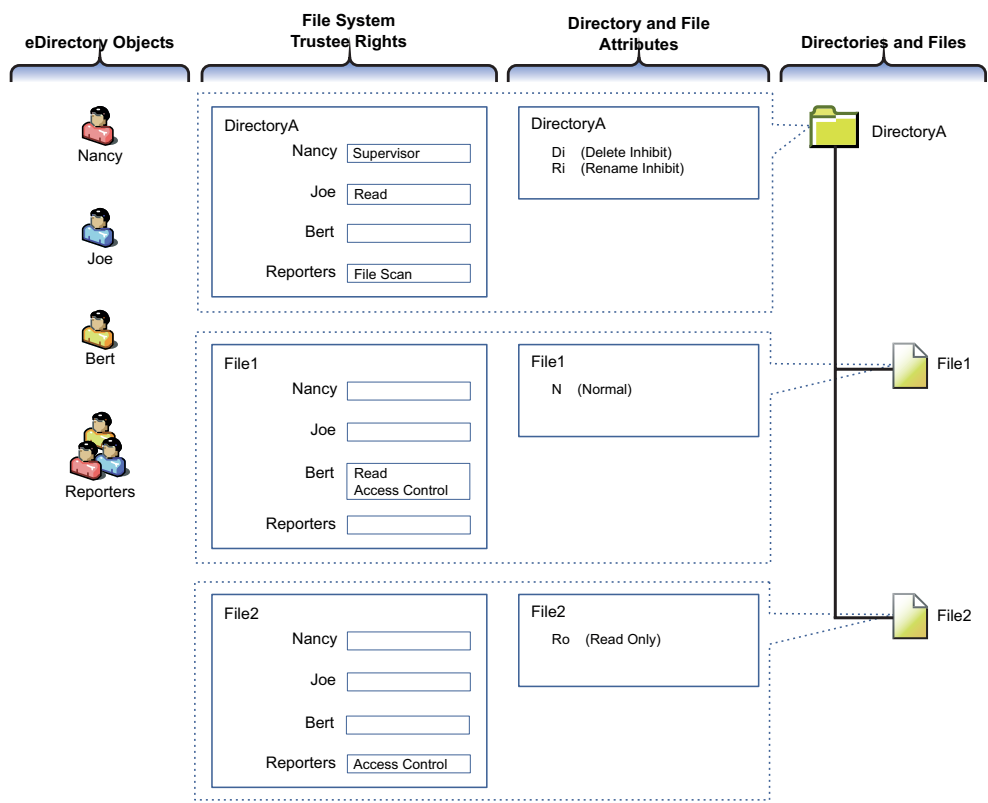 eDirectory Objects
File System
Trustee Rights
Directory and File
Attributes
Directories and Files
Nancy
Joe
Bert
Reporters
DirectoryA
Nancy Supervisor
Joe Read
Bert
Reporters File Scan
DirectoryA
Di (Delete Inhibit)
Ri (Rename Inhibit)
DirectoryA
File1
Nancy
Joe
Bert Read
Access Control
Reporters
File1
N (Normal)
File1
File2
Nancy
Joe
Bert
Reporters Access Control
File2
Ro (Read Only)
File2